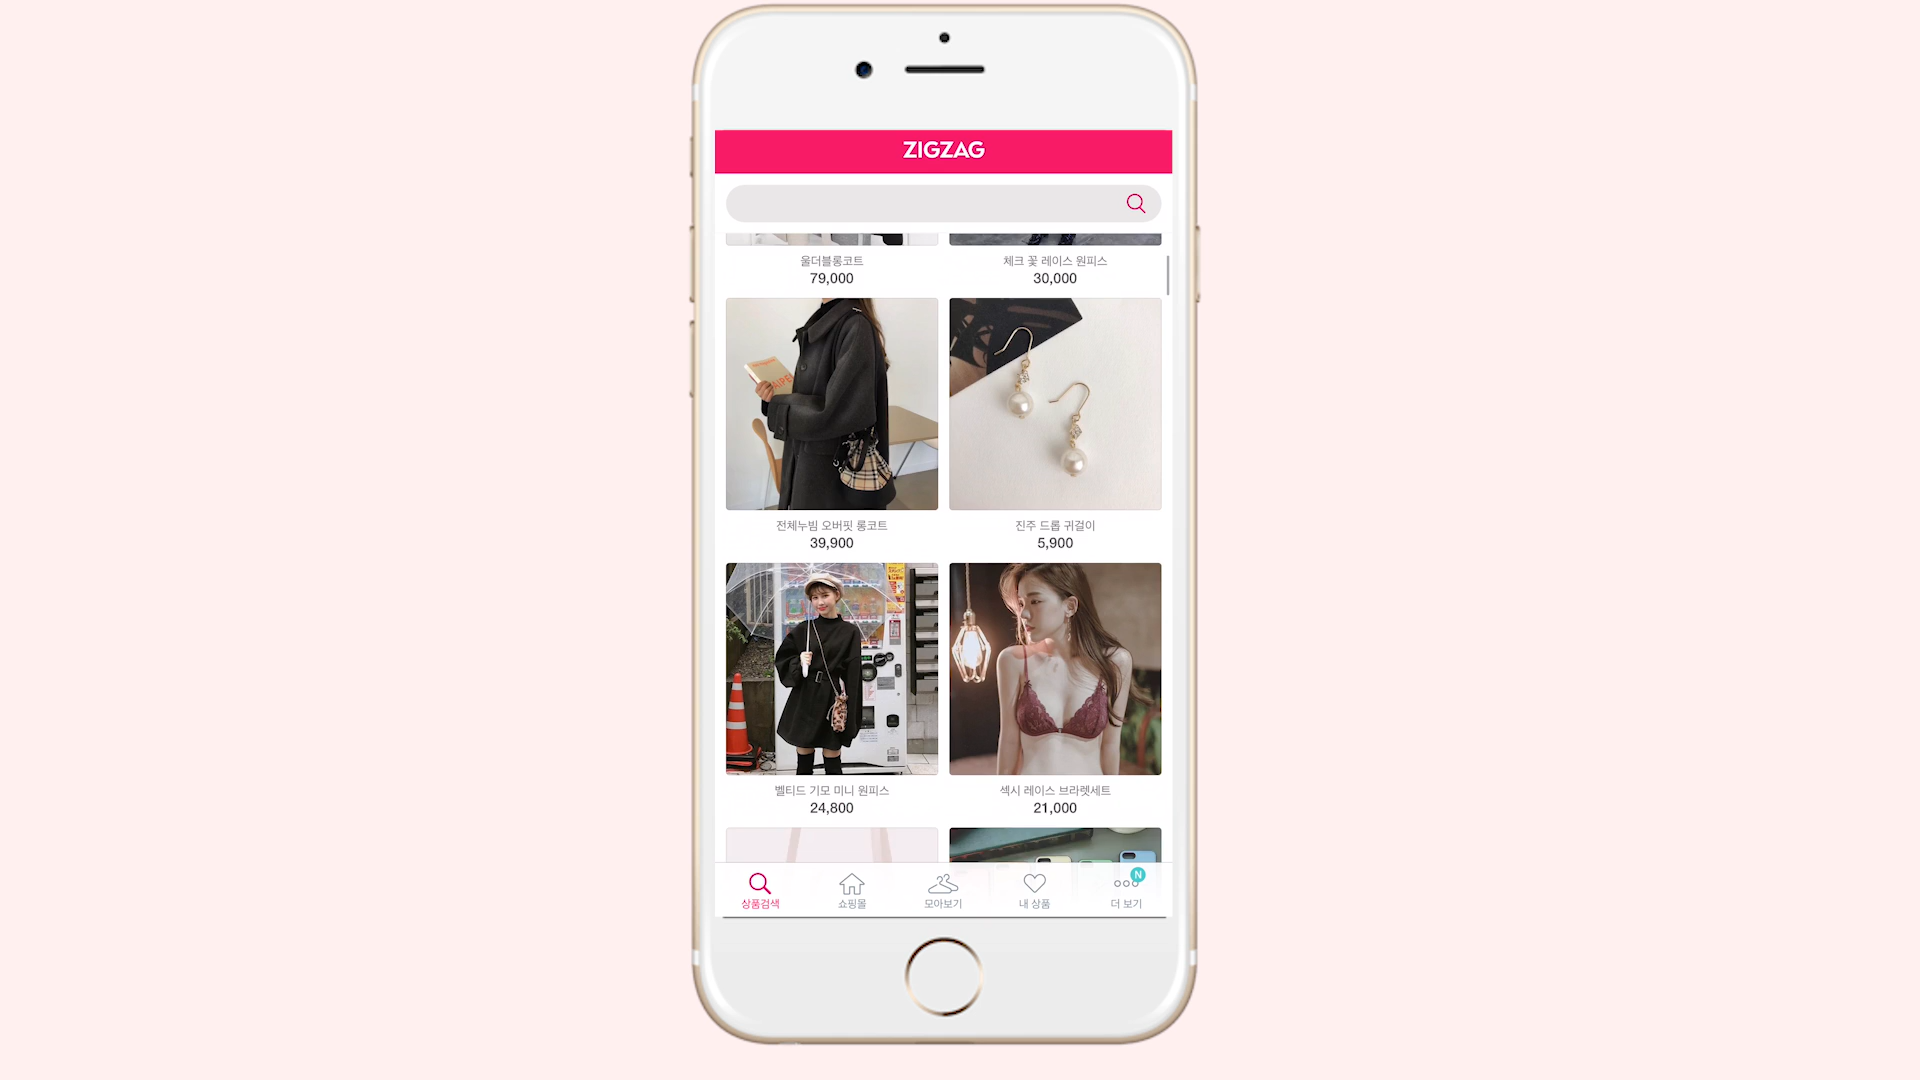 ZIGZAG
울더블롱코트
79,000
체크 꽃 레이스 원피스
30,000
전체누빔 오버핏 롱코트
39,900
진주 드롭 귀걸이
5,900
벨티드 기모 미니 원피스
24,800
섹시 레이스 브라렛세트
21,000
상품검색
쇼핑몰
모아보기
내 상품
N
더 보기